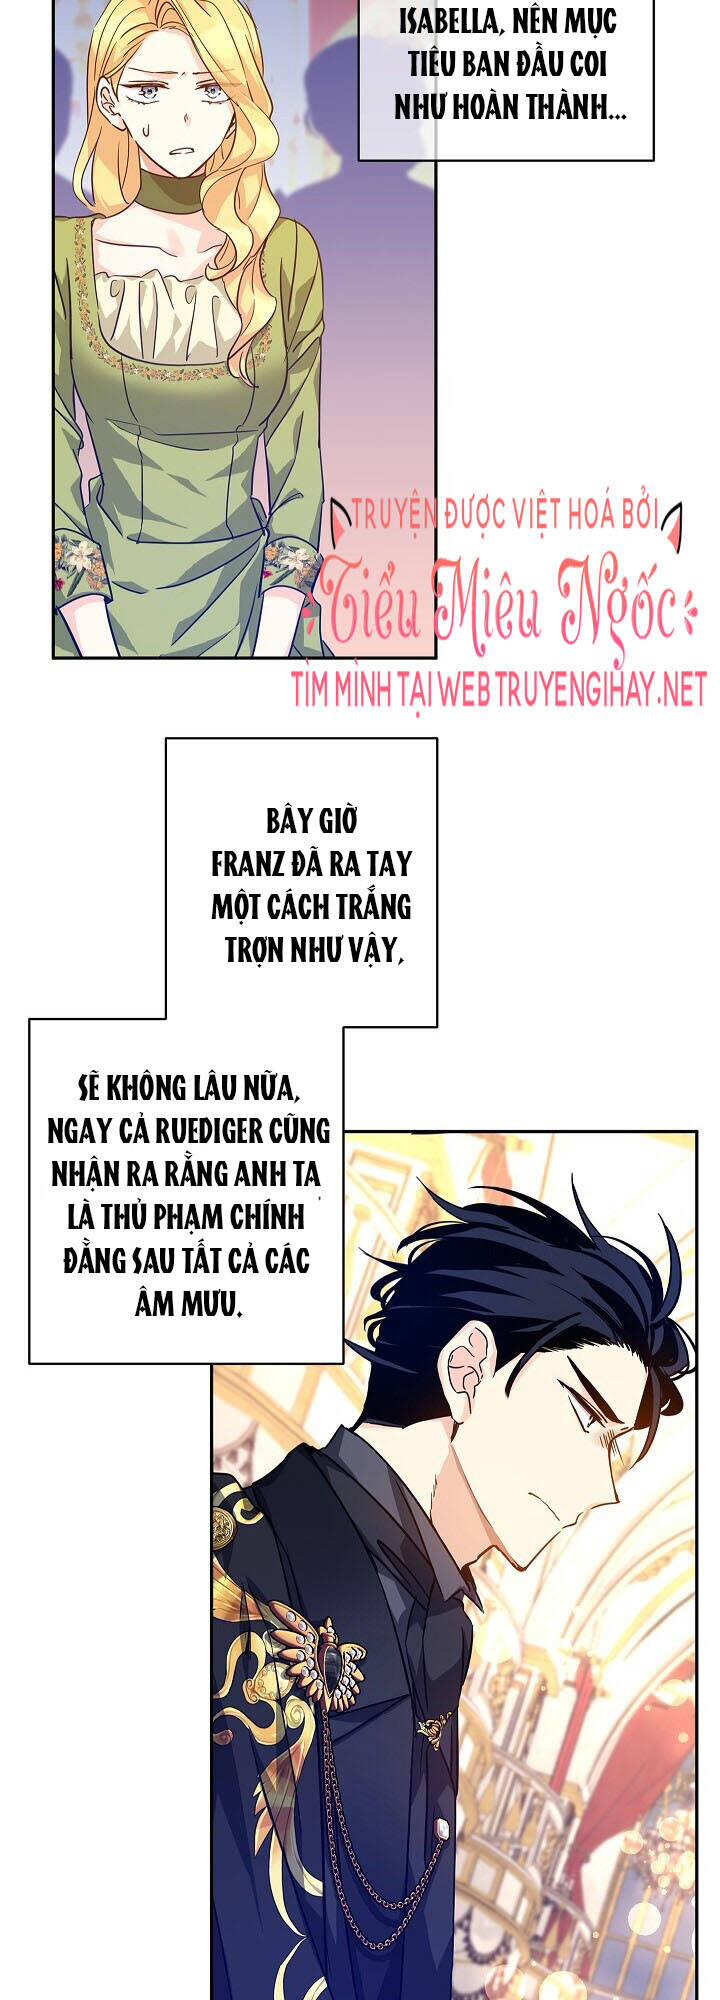 ISABELLA, NÊN MỤC
TIÊU BAN ĐẦU COI
NHƯ HOÀN THÀNH...
TRUYỆN ĐƯỢC VIỆT HOÁ BỞI
TIỂU MIÊU NGỐC
TÌM MÌNH TẠI WEB TRUYENGIHAY.NET
BÂY GIỜ
FRANZ ĐÃ RA TAY
MỘT CÁCH TRẮNG
TRỢN NHƯ VẬY,
SẼ KHÔNG LÂU NỮA,
NGAY CẢ RUEDIGER CŨNG
NHẬN RA RẰNG ANH TA
LÀ THỦ PHẠM CHÍNH
ĐẰNG SAU TẤT CẢ CÁC
ÂM MƯU.